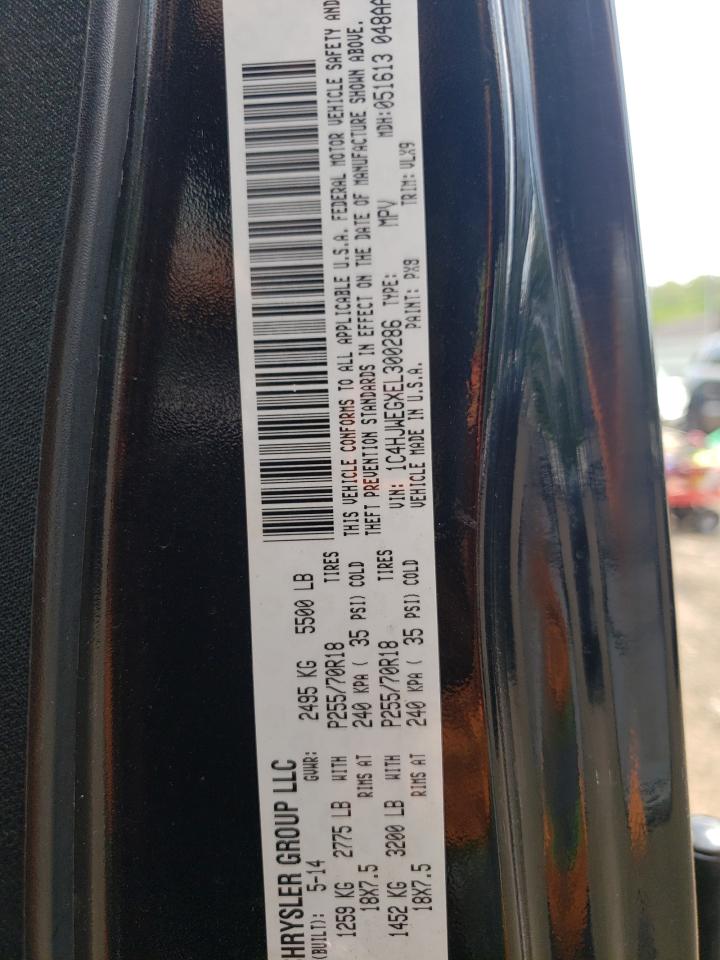 HRYSLER GROUP LLC
(BUILT): 5-14 GVWR: 2495 KG 5500 LB
1259 KG 2775 LB WITH P255/70R18 TIRES
18X7.5 RIMS AT 240 KPA ( 35 PSI) COLD
1452 KG 3200 LB WITH P255/70R18 TIRES
18X7.5 RIMS AT 240 KPA ( 35 PSI) COLD
THIS VEHICLE CONFORMS TO ALL APPLICABLE U.S.A. FEDERAL MOTOR VEHICLE SAFETY AND
THEFT PREVENTION STANDARDS IN EFFECT ON THE DATE OF MANUFACTURE SHOWN ABOVE.
VIN: 1C4HJWEGXEL300286 TYPE: MPV MDH:051613 048AA
VEHICLE MADE IN U.S.A. PAINT: PX8 TRIM: VLX9